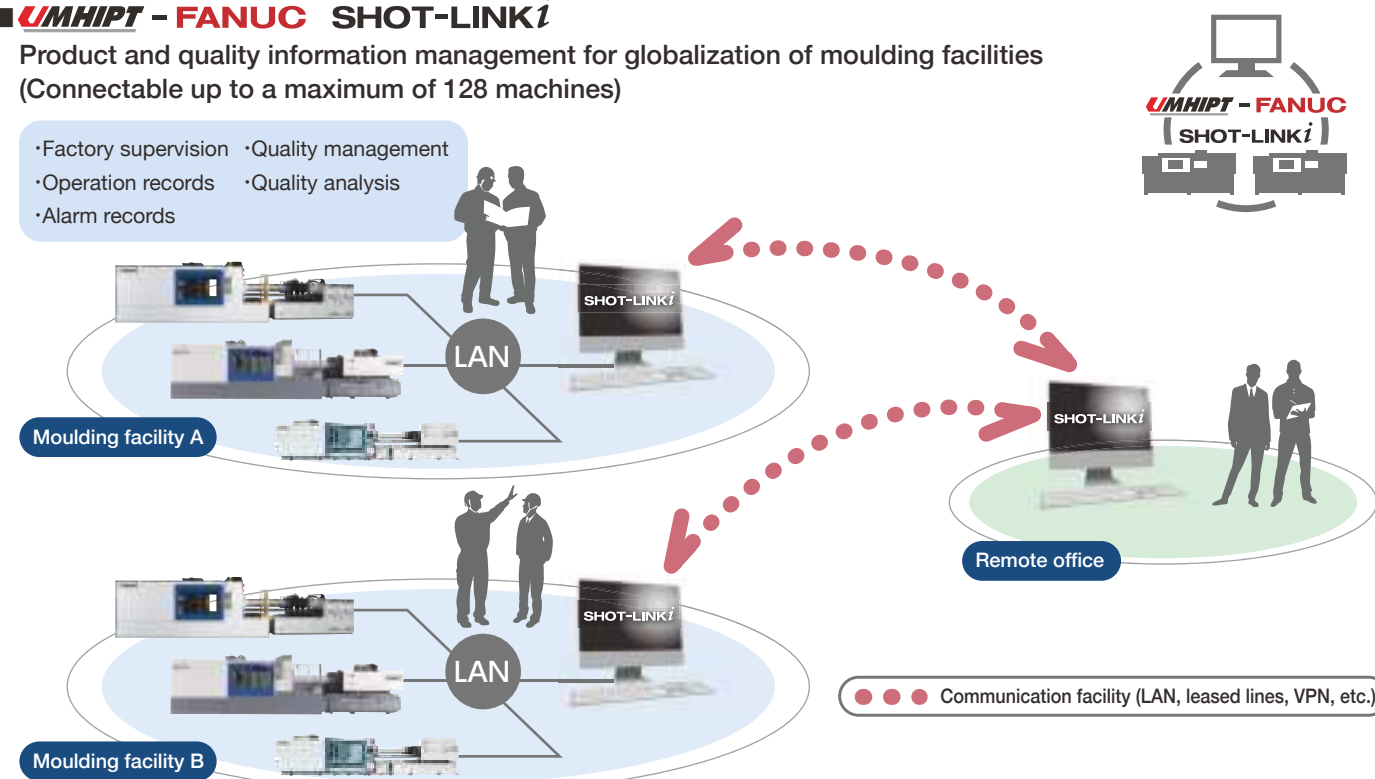 ■UMHIPT - FANUC SHOT-LINKi
Product and quality information management for globalization of moulding facilities
(Connectable up to a maximum of 128 machines)
UMHIPT - FANUC
SHOT-LINKi
・Factory supervision ・Quality management
・Operation records ・Quality analysis
・Alarm records
SHOT-LINKi
LAN
Moulding facility A
SHOT-LINKi
Remote office
SHOT-LINKi
LAN
Moulding facility B
Communication facility (LAN, leased lines, VPN, etc.)